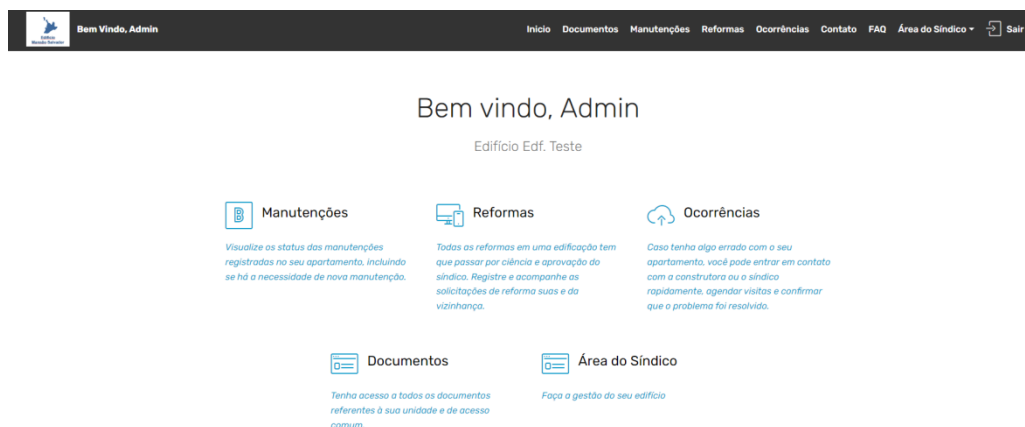 Edifício
Mansão Salvador
Bem Vindo, Admin
Inicio Documentos Manutenções Reformas Ocorrências Contato FAQ Área do Síndico Sair
Bem vindo, Admin
Edifício Edf. Teste
Manutenções
Visualize os status das manutenções
registradas no seu apartamento, incluindo
se há a necessidade de nova manutenção.
Reformas
Todas as reformas em uma edificação tem
que passar por ciência e aprovação do
síndico. Registre e acompanhe as
solicitações de reforma suas e da
vizinhança.
Ocorrências
Caso tenha algo errado com o seu
apartamento, você pode entrar em contato
com a construtora ou o síndico
rapidamente, agendar visitas e confirmar
que o problema foi resolvido.
Documentos
Tenha acesso a todos os documentos
referentes à sua unidade e de acesso
comum.
Área do Síndico
Faça a gestão do seu edifício